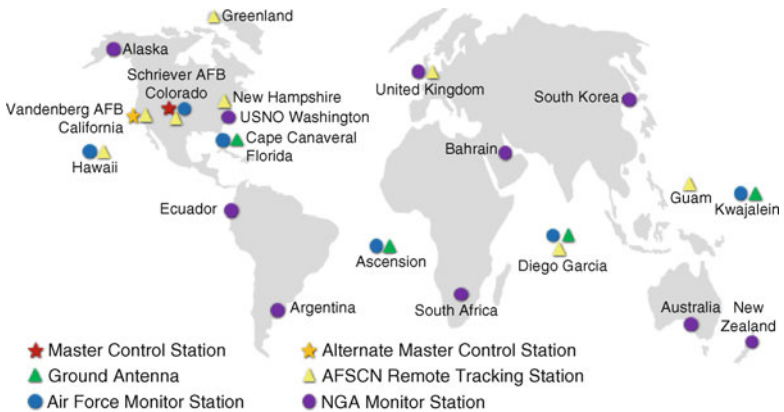 Greenland
Alaska
Schriever AFB
Colorado
New Hampshire
Vandenberg AFB
California
USNO Washington
Cape Canaveral
Florida
Hawaii
United Kingdom
South Korea
Bahrain
Guam
Kwajalein
Ecuador
Ascension
Diego Garcia
Argentina
South Africa
Australia
New
Zealand
Master Control Station
Alternate Master Control Station
Ground Antenna
AFSCN Remote Tracking Station
Air Force Monitor Station
NGA Monitor Station